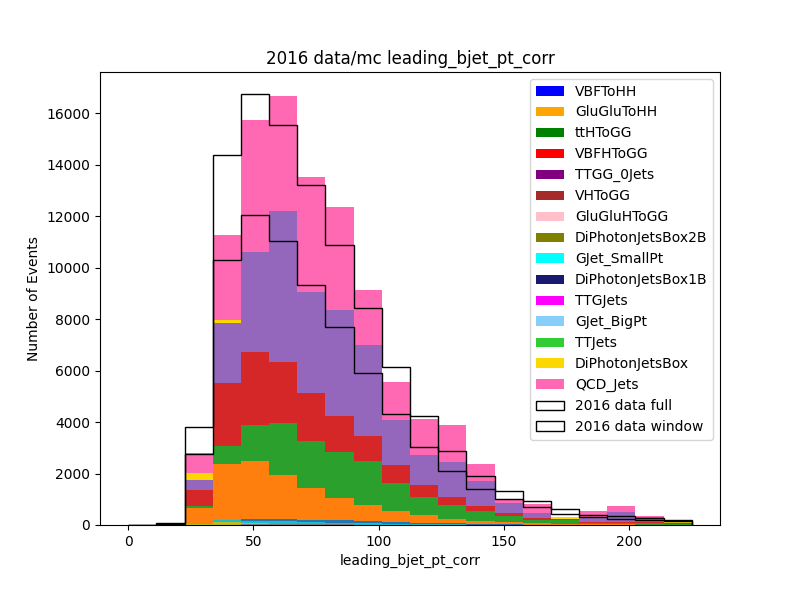 2016 data/mc leading_bjet_pt_corr
Number of Events
16000
14000
12000
10000
8000
6000
4000
2000
0
0
50
100
150
200
leading_bjet_pt_corr
VBFToHH
GluGluToHH
ttHToGG
VBFHToGG
TTGG_0Jets
VHToGG
GluGluHToGG
DiPhotonJetsBox2B
GJet_SmallPt
DiPhotonJetsBox1B
TTGJets
GJet_BigPt
TTJets
DiPhotonJetsBox
QCD_Jets
2016 data full
2016 data window